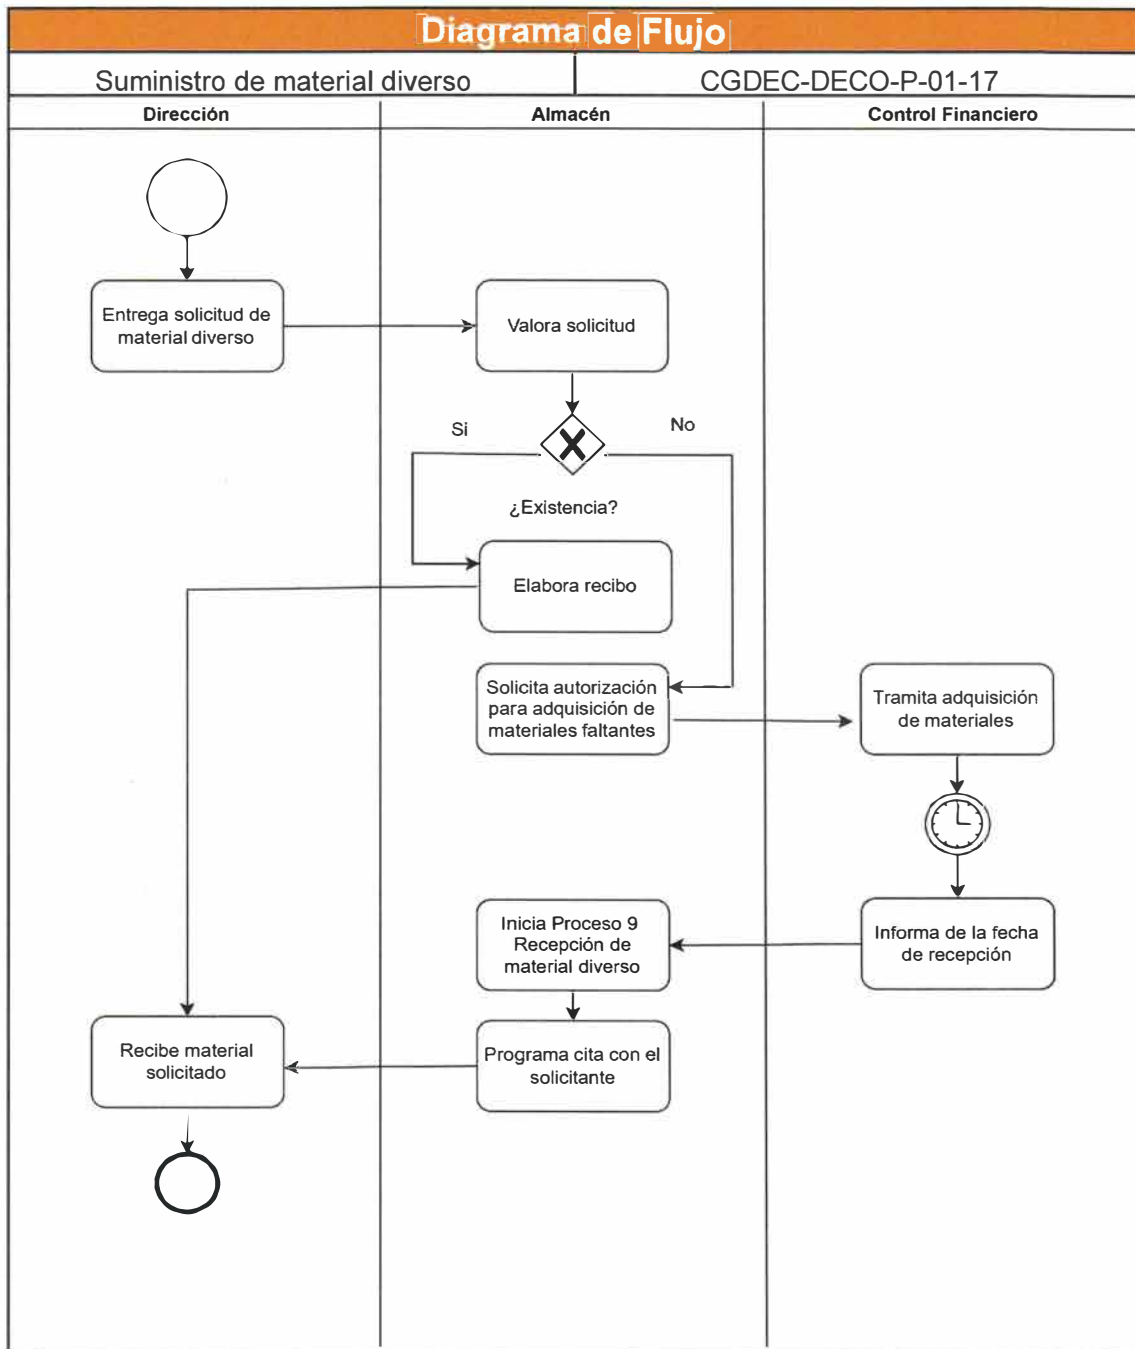 Diagrama de Flujo
Suministro de material diverso
CGDEC-DECO-P-01-17
Dirección
Almacén
Control Financiero
Entrega solicitud de
material diverso
Valora solicitud
Si
No
¿Existencia?
Elabora recibo
Solicita autorización
para adquisición de
materiales faltantes
Tramita adquisición
de materiales
Inicia Proceso 9
Recepción de
material diverso
Informa de la fecha
de recepción
Recibe material
solicitado
Programa cita con el
solicitante